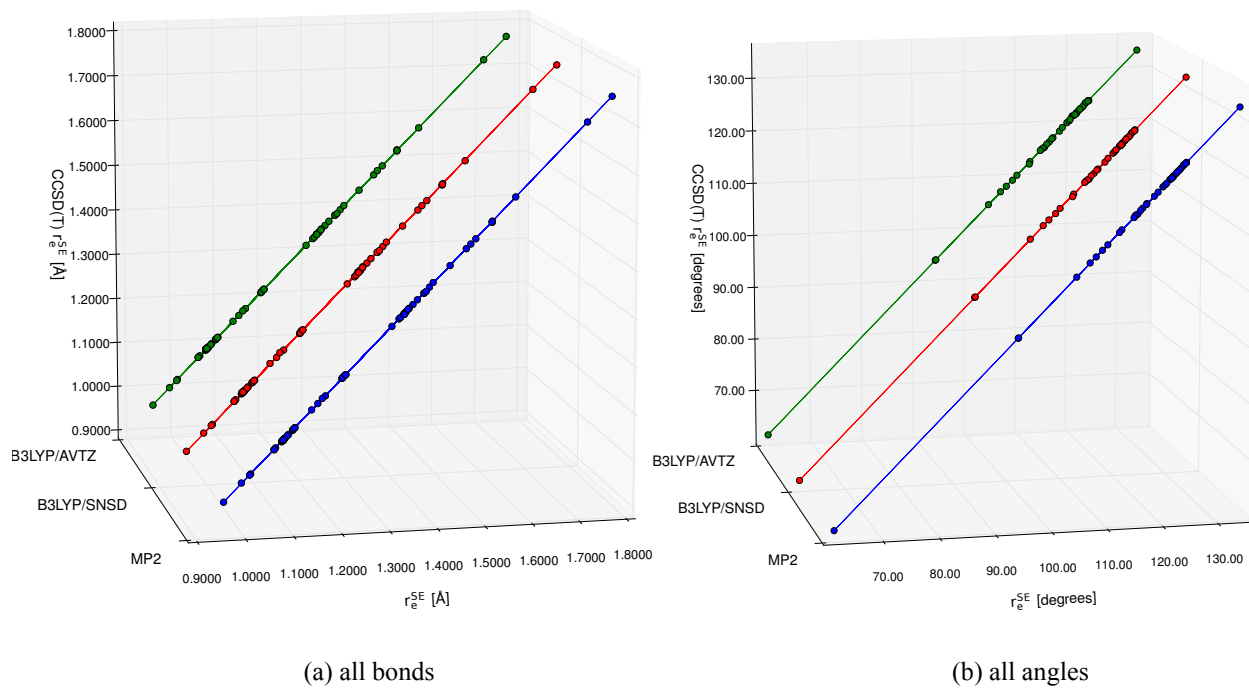 1.8000
1.7000
1.6000
1.5000
1.4000
1.3000
1.2000
1.1000
1.0000
0.9000
CCSD(T) r_e^SE [Å]
B3LYP/AVTZ
B3LYP/SNSD
MP2
0.9000 1.0000 1.1000 1.2000 1.3000 1.4000 1.5000 1.6000 1.7000 1.8000
r_e^SE [Å]
(a) all bonds
130.00
120.00
110.00
100.00
90.00
80.00
70.00
CCSD(T) r_e^SE [degrees]
B3LYP/AVTZ
B3LYP/SNSD
MP2
70.00 80.00 90.00 100.00 110.00 120.00 130.00
r_e^SE [degrees]
(b) all angles